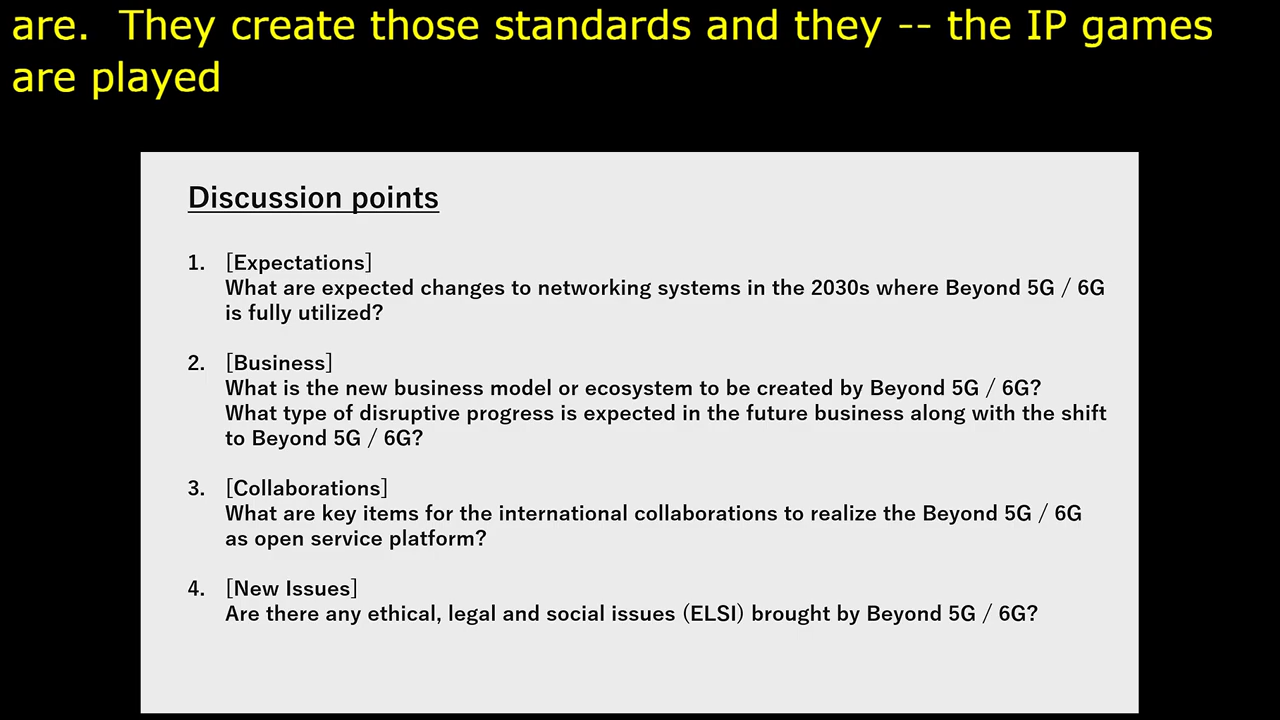 are.  They create those standards and they -- the IP games
are played
Discussion points
1. [Expectations]
What are expected changes to networking systems in the 2030s where Beyond 5G / 6G
is fully utilized?
2. [Business]
What is the new business model or ecosystem to be created by Beyond 5G / 6G?
What type of disruptive progress is expected in the future business along with the shift
to Beyond 5G / 6G?
3. [Collaborations]
What are key items for the international collaborations to realize the Beyond 5G / 6G
as open service platform?
4. [New Issues]
Are there any ethical, legal and social issues (ELSI) brought by Beyond 5G / 6G?